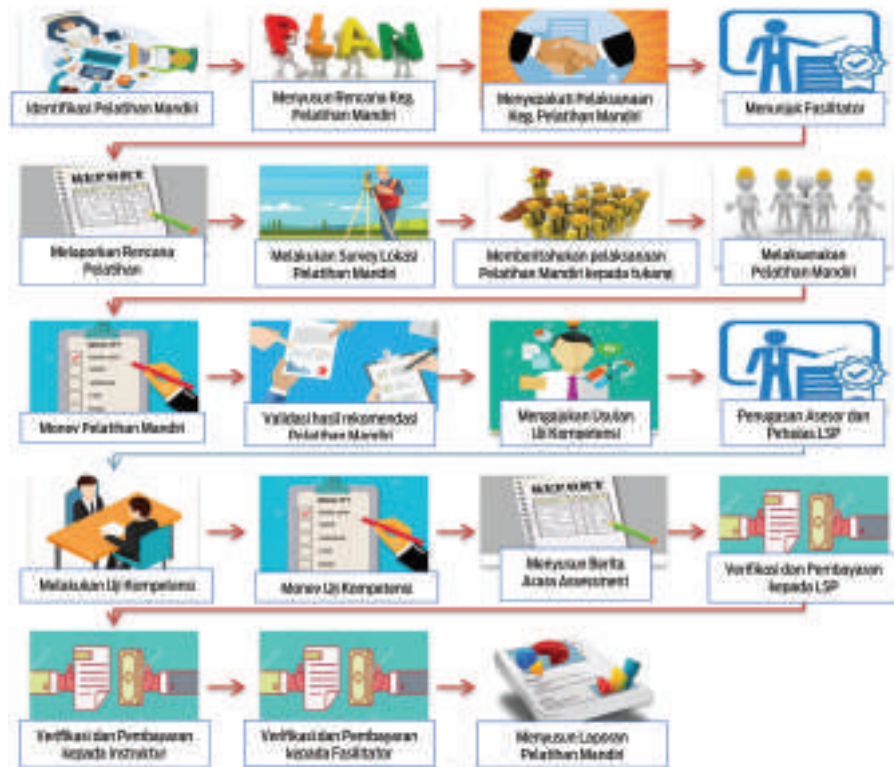 Identifikasi Pelatihan Mandiri
PLAN
Menyusun Rencana Keg.
Pelatihan Mandiri
Menyepakati Pelaksanaan
Keg. Pelatihan Mandiri
Menunjuk Fasilitator
REPORT
Melaporkan Rencana
Pelatihan
Melakukan Survey Lokasi
Pelatihan Mandiri
Memberitahukan pelaksanaan
Pelatihan Mandiri kepada tukang
Melaksanakan
Pelatihan Mandiri
Monev Pelatihan Mandiri
Validasi hasil rekomendasi
Pelatihan Mandiri
Mengajukan Usulan
Uji Kompetensi
Penugasan Asesor dan
LSP
Melakukan Uji Kompetensi
Monev Uji Kompetensi
REPORT
Menyusun Berita
Acara Assessment
Verifikasi dan Pembayaran
kepada LSP
Verifikasi dan Pembayaran
kepada Instruktur
Verifikasi dan Pembayaran
kepada Fasilitator
Menyusun Laporan
Pelatihan Mandiri